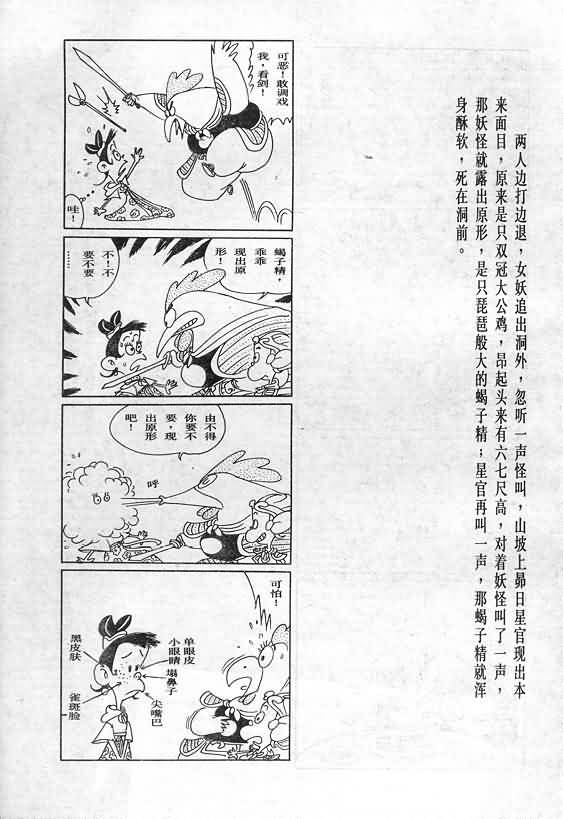 两人边打边退，女妖追出洞外，忽听一声怪叫，山坡上昴日星官现出本
来面目，原来是只双冠大公鸡，昂起头来有六七尺高，对着妖怪叫了一声，
那妖怪就露出原形，是只琵琶般大的蝎子精；星官再叫一声，那蝎子精就浑
身酥软，死在洞前。
可恶！敢调戏
我，看剑！
哇！
蝎子精，
乖乖
现出原
形！
不！不
要不要
……
由不得
你要不
要，现
出原形
吧！
呼
可怕！
单眼皮
小眼睛
塌鼻子
尖嘴巴
黑皮肤
雀斑脸